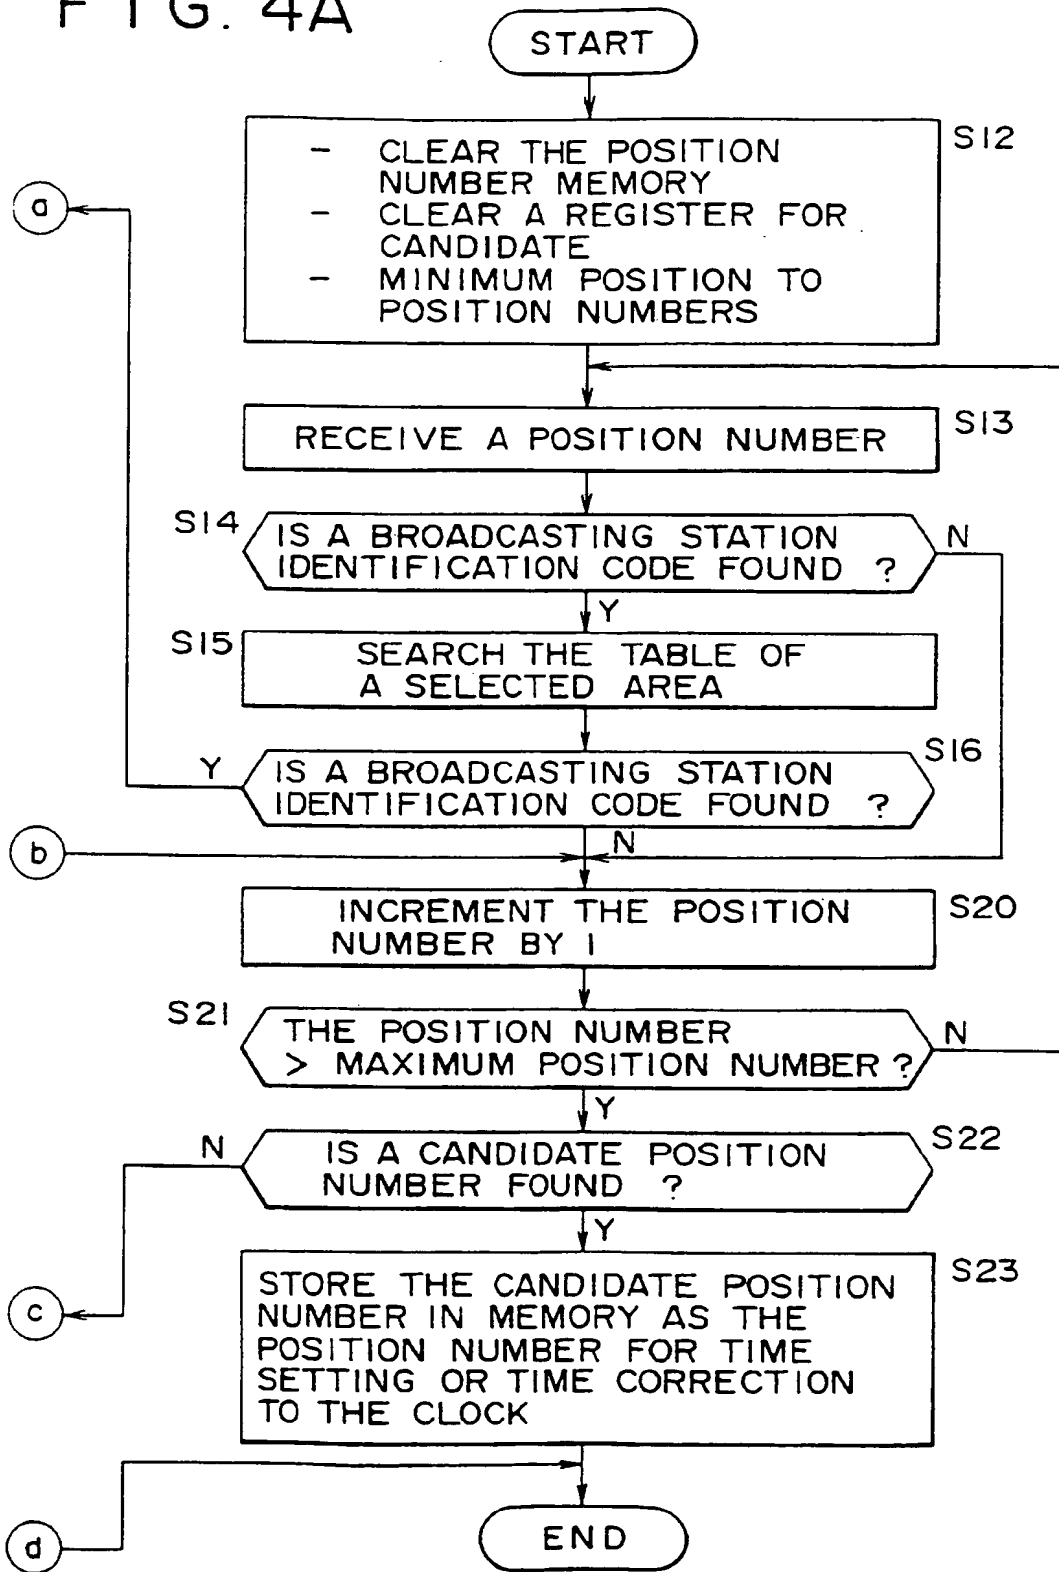 FIG. 4A
START
S12
- CLEAR THE POSITION
NUMBER MEMORY
- CLEAR A REGISTER FOR
CANDIDATE
- MINIMUM POSITION TO
POSITION NUMBERS
a
S13
RECEIVE A POSITION NUMBER
S14
IS A BROADCASTING STATION
IDENTIFICATION CODE FOUND ?
N
Y
S15
SEARCH THE TABLE OF
A SELECTED AREA
S16
Y
IS A BROADCASTING STATION
IDENTIFICATION CODE FOUND ?
N
b
S20
INCREMENT THE POSITION
NUMBER BY 1
S21
THE POSITION NUMBER
> MAXIMUM POSITION NUMBER ?
N
Y
S22
N
IS A CANDIDATE POSITION
NUMBER FOUND ?
Y
S23
STORE THE CANDIDATE POSITION
NUMBER IN MEMORY AS THE
POSITION NUMBER FOR TIME
SETTING OR TIME CORRECTION
TO THE CLOCK
c
d
END